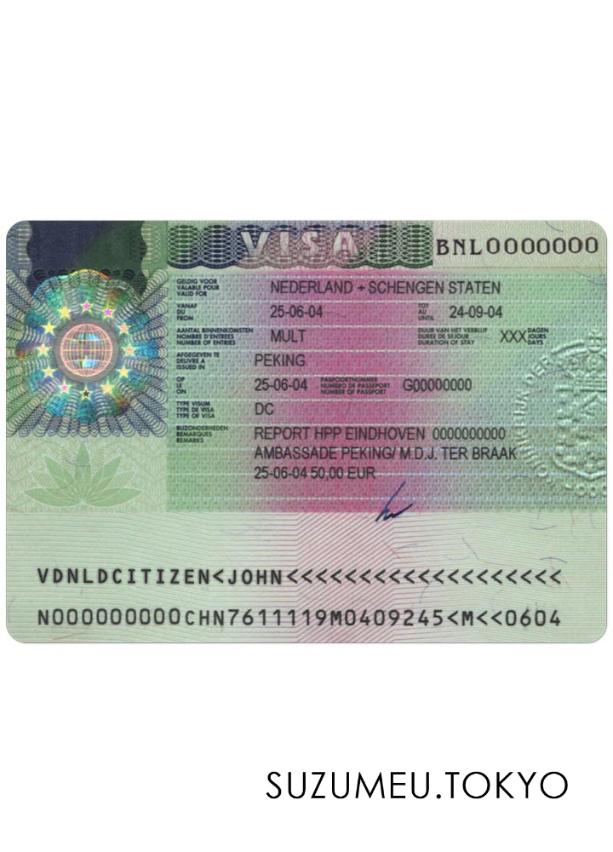 VISA BNL0000000
GELDIG VOOR
VALABLE POUR
VALID FOR
NEDERLAND + SCHENGEN STATEN
VANAF
DU
FROM
25-06-04
TOT
AU
UNTIL
24-09-04
AANTAL BINNENKOMSTEN
NOMBRE D'ENTREES
NUMBER OF ENTRIES
MULT
DUUR VAN HET VERBLIJF
DUREE DE SEJOUR
DURATION OF STAY
XXX
DAGEN
JOURS
DAYS
AFGEGEVEN TE
DELIVRE A
ISSUED IN
PEKING
OP
LE
ON
25-06-04
PASPOORTNUMMER
NUMERO DE PASSEPORT
NUMBER OF PASSPORT
G00000000
TYPE VISUM
TYPE DE VISA
TYPE OF VISA
DC
BIJZONDERHEDEN
REMARQUES
REMARKS
REPORT HPP EINDHOVEN 0000000000
AMBASSADE PEKING/ M.D.J. TER BRAAK
25-06-04 50,00 EUR
VDNLDCITIZEN<JOHN<<<<<<<<<<<<<<<<<<<
N000000000CHN7611119M0409245<M<<0604
SUZUMEU.TOKYO